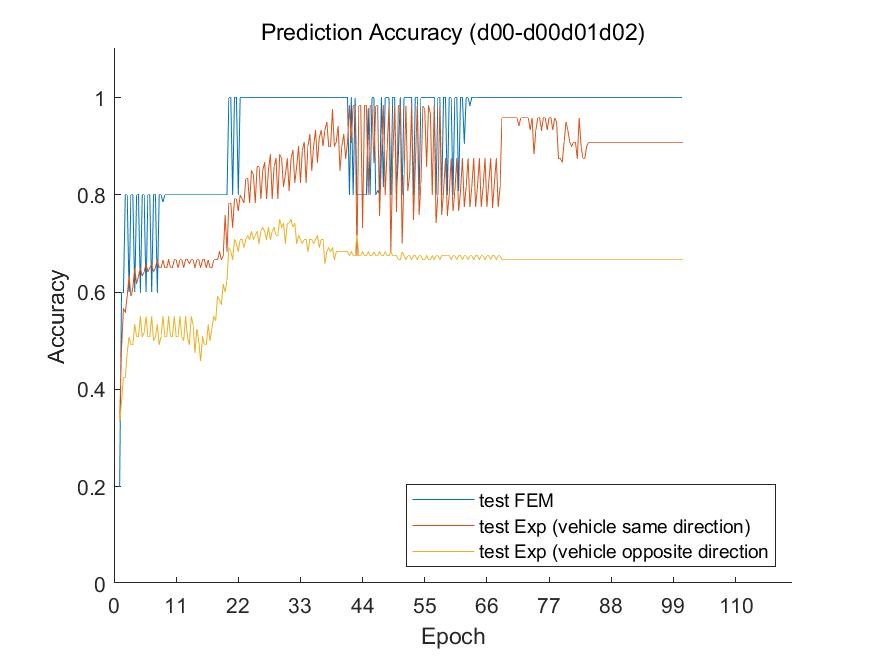 Prediction Accuracy (d00-d00d01d02)
1
0.8
0.6
0.4
0.2
0
Accuracy
test FEM
test Exp (vehicle same direction)
test Exp (vehicle opposite direction
0 11 22 33 44 55 66 77 88 99 110
Epoch